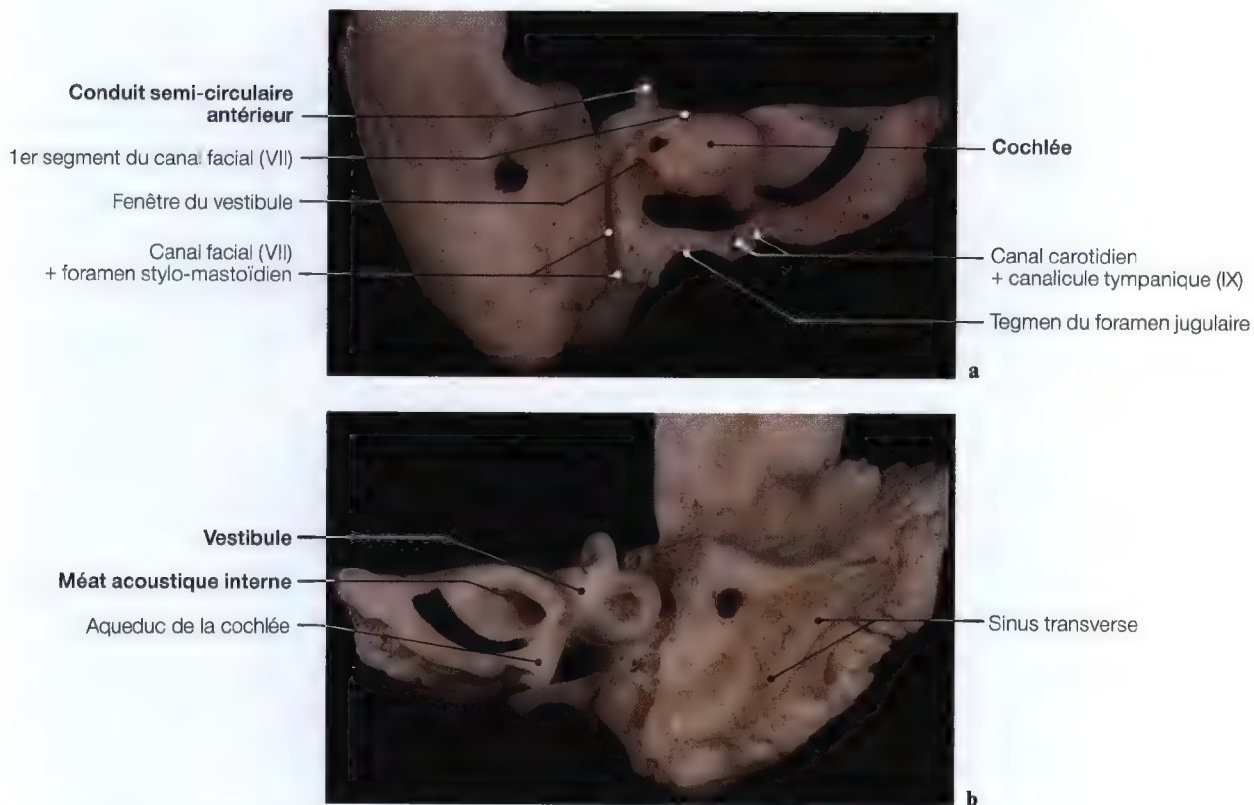 Conduit semi-circulaire
antérieur
1er segment du canal facial (VII)
Fenêtre du vestibule
Canal facial (VII)
+ foramen stylo-mastoïdien
Cochlée
Canal carotidien
+ canalicule tympanique (IX)
Tegmen du foramen jugulaire
a
Vestibule
Méat acoustique interne
Aqueduc de la cochlée
Sinus transverse
b